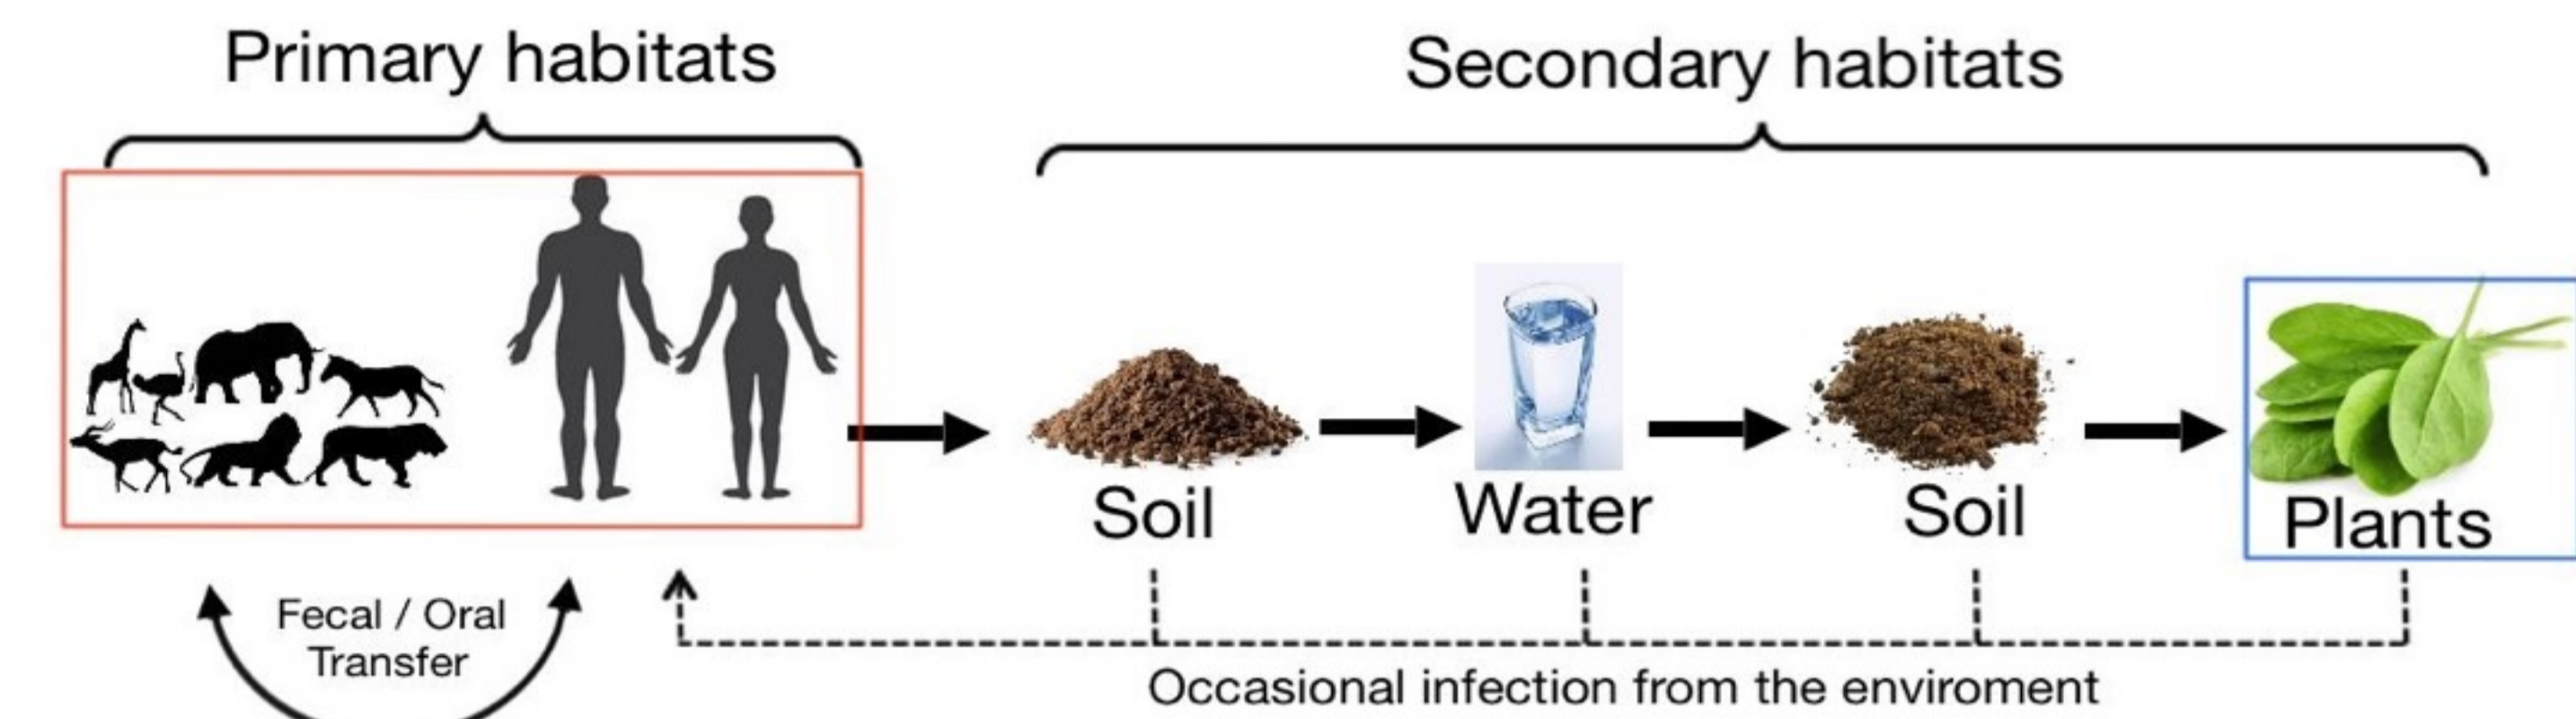 Primary habitats
Secondary habitats
Soil
Water
Soil
Plants
Fecal / Oral
Transfer
Occasional infection from the enviroment